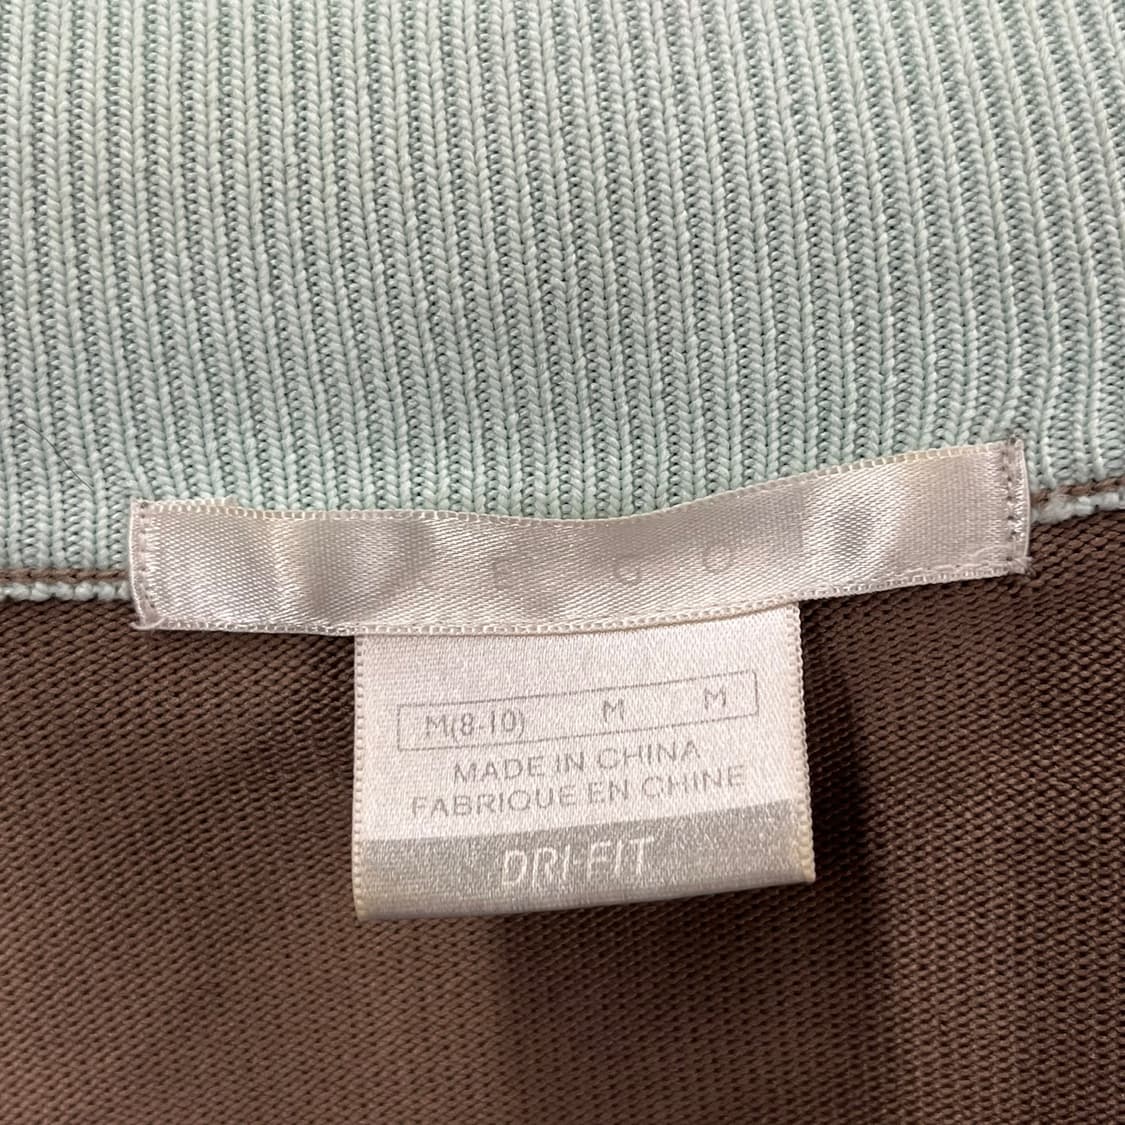 M(8-10) M M
MADE IN CHINA
FABRIQUE EN CHINE
DRI-FIT